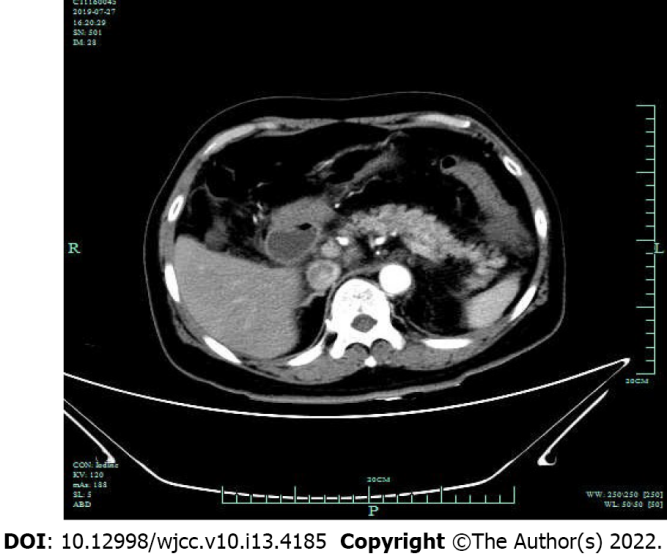 CT1160045
2019-07-27
16:20:29
SN: 501
IM: 28
R
L
20CM
CON: Iodine
KV: 120
mAs: 188
SL: 5
ABD
20CM
P
WW: 250\250 [250]
WL: 50\50 [50]
DOI: 10.12998/wjcc.v10.i13.4185 Copyright ©The Author(s) 2022.